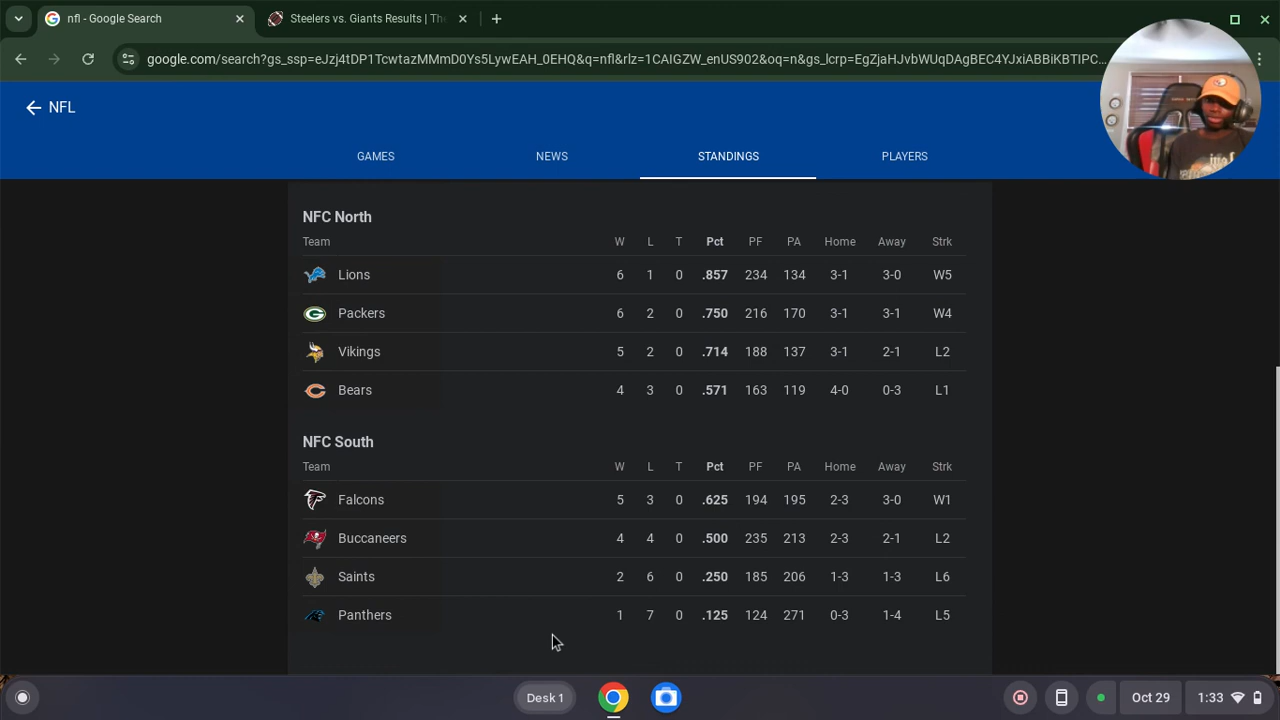 nfl - Google Search
Steelers vs. Giants Results | Th
google.com/search?gs_ssp=eJzj4tDP1TcwtazMMmD0Ys5LywEAH_0EHQ&q=nfl&rlz=1CAIGZW_enUS902&oq=n&gs_lcrp=EgZjaHJvbWUqDAgBEC4YJxiABBiKBTIPC...
NFL
GAMES NEWS STANDINGS PLAYERS
NFC North
Team W L T Pct PF PA Home Away Strk
Lions 6 1 0 .857 234 134 3-1 3-0 W5
Packers 6 2 0 .750 216 170 3-1 3-1 W4
Vikings 5 2 0 .714 188 137 3-1 2-1 L2
Bears 4 3 0 .571 163 119 4-0 0-3 L1
NFC South
Team W L T Pct PF PA Home Away Strk
Falcons 5 3 0 .625 194 195 2-3 3-0 W1
Buccaneers 4 4 0 .500 235 213 2-3 2-1 L2
Saints 2 6 0 .250 185 206 1-3 1-3 L6
Panthers 1 7 0 .125 124 271 0-3 1-4 L5
Desk 1 Oct 29 1:33